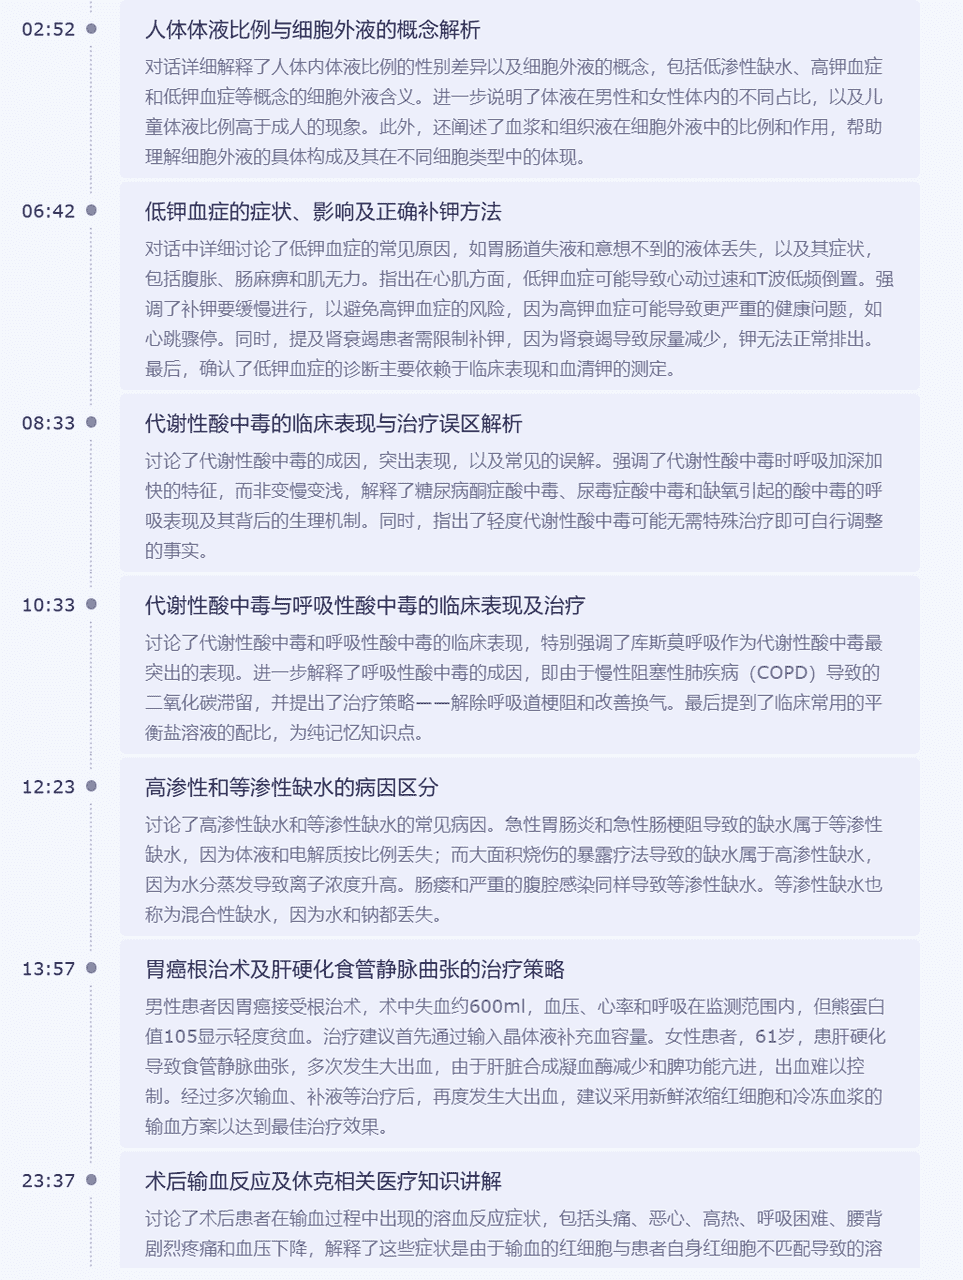 02:52
人体体液比例与细胞外液的概念解析
对话详细解释了人体内体液比例的性别差异以及细胞外液的概念，包括低渗性缺水、高钾血症
和低钾血症等概念的细胞外液含义。进一步说明了体液在男性和女性体内的不同占比，以及儿
童体液比例高于成人的现象。此外，还阐述了血浆和组织液在细胞外液中的比例和作用，帮助
理解细胞外液的具体构成及其在不同细胞类型中的体现。
06:42
低钾血症的症状、影响及正确补钾方法
对话中详细讨论了低钾血症的常见原因，如胃肠道失液和意想不到的液体丢失，以及其症状，
包括腹胀、肠麻痹和肌无力。指出在心肌方面，低钾血症可能导致心动过速和T波低频倒置。强
调了补钾要缓慢进行，以避免高钾血症的风险，因为高钾血症可能导致更严重的健康问题，如
心跳骤停。同时，提及肾衰竭患者需限制补钾，因为肾衰竭导致尿量减少，钾无法正常排出。
最后，确认了低钾血症的诊断主要依赖于临床表现和血清钾的测定。
08:33
代谢性酸中毒的临床表现与治疗误区解析
讨论了代谢性酸中毒的成因，突出表现，以及常见的误解。强调了代谢性酸中毒时呼吸加深加
快的特征，而非变慢变浅，解释了糖尿病酮症酸中毒、尿毒症酸中毒和缺氧引起的酸中毒的呼
吸表现及其背后的生理机制。同时，指出了轻度代谢性酸中毒可能无需特殊治疗即可自行调整
的事实。
10:33
代谢性酸中毒与呼吸性酸中毒的临床表现及治疗
讨论了代谢性酸中毒和呼吸性酸中毒的临床表现，特别强调了库斯莫呼吸作为代谢性酸中毒最
突出的表现。进一步解释了呼吸性酸中毒的成因，即由于慢性阻塞性肺疾病（COPD）导致的
二氧化碳滞留，并提出了治疗策略——解除呼吸道梗阻和改善换气。最后提到了临床常用的平
衡盐溶液的配比，为纯记忆知识点。
12:23
高渗性和等渗性缺水的病因区分
讨论了高渗性缺水和等渗性缺水的常见病因。急性胃肠炎和急性肠梗阻导致的缺水属于等渗性
缺水，因为体液和电解质按比例丢失；而大面积烧伤的暴露疗法导致的缺水属于高渗性缺水，
因为水分蒸发导致离子浓度升高。肠瘘和严重的腹腔感染同样导致等渗性缺水。等渗性缺水也
称为混合性缺水，因为水和钠都丢失。
13:57
胃癌根治术及肝硬化食管静脉曲张的治疗策略
男性患者因胃癌接受根治术，术中失血约600ml，血压、心率和呼吸在监测范围内，但熊蛋白
值105显示轻度贫血。治疗建议首先通过输入晶体液补充血容量。女性患者，61岁，患肝硬化
导致食管静脉曲张，多次发生大出血，由于肝脏合成凝血酶减少和脾功能亢进，出血难以控
制。经过多次输血、补液等治疗后，再度发生大出血，建议采用新鲜浓缩红细胞和冷冻血浆的
输血方案以达到最佳治疗效果。
23:37
术后输血反应及休克相关医疗知识讲解
讨论了术后患者在输血过程中出现的溶血反应症状，包括头痛、恶心、高热、呼吸困难、腰背
剧烈疼痛和血压下降，解释了这些症状是由于输血的红细胞与患者自身红细胞不匹配导致的溶